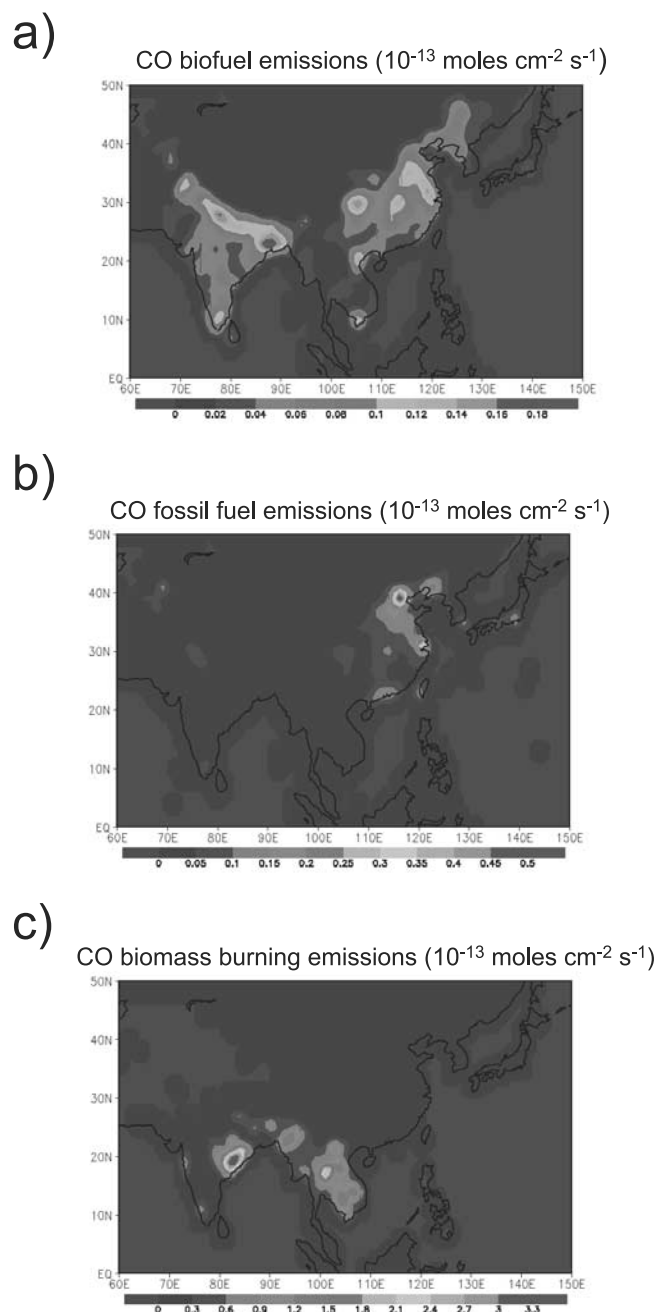 a)
CO biofuel emissions (10⁻¹³ moles cm⁻² s⁻¹)
50N
40N
30N
20N
10N
EQ
60E 70E 80E 90E 100E 110E 120E 130E 140E 150E
0 0.02 0.04 0.06 0.08 0.1 0.12 0.14 0.16 0.18
b)
CO fossil fuel emissions (10⁻¹³ moles cm⁻² s⁻¹)
50N
40N
30N
20N
10N
EQ
60E 70E 80E 90E 100E 110E 120E 130E 140E 150E
0 0.05 0.1 0.15 0.2 0.25 0.3 0.35 0.4 0.45 0.5
c)
CO biomass burning emissions (10⁻¹³ moles cm⁻² s⁻¹)
50N
40N
30N
20N
10N
EQ
60E 70E 80E 90E 100E 110E 120E 130E 140E 150E
0 0.3 0.6 0.9 1.2 1.5 1.8 2.1 2.4 2.7 3 3.3